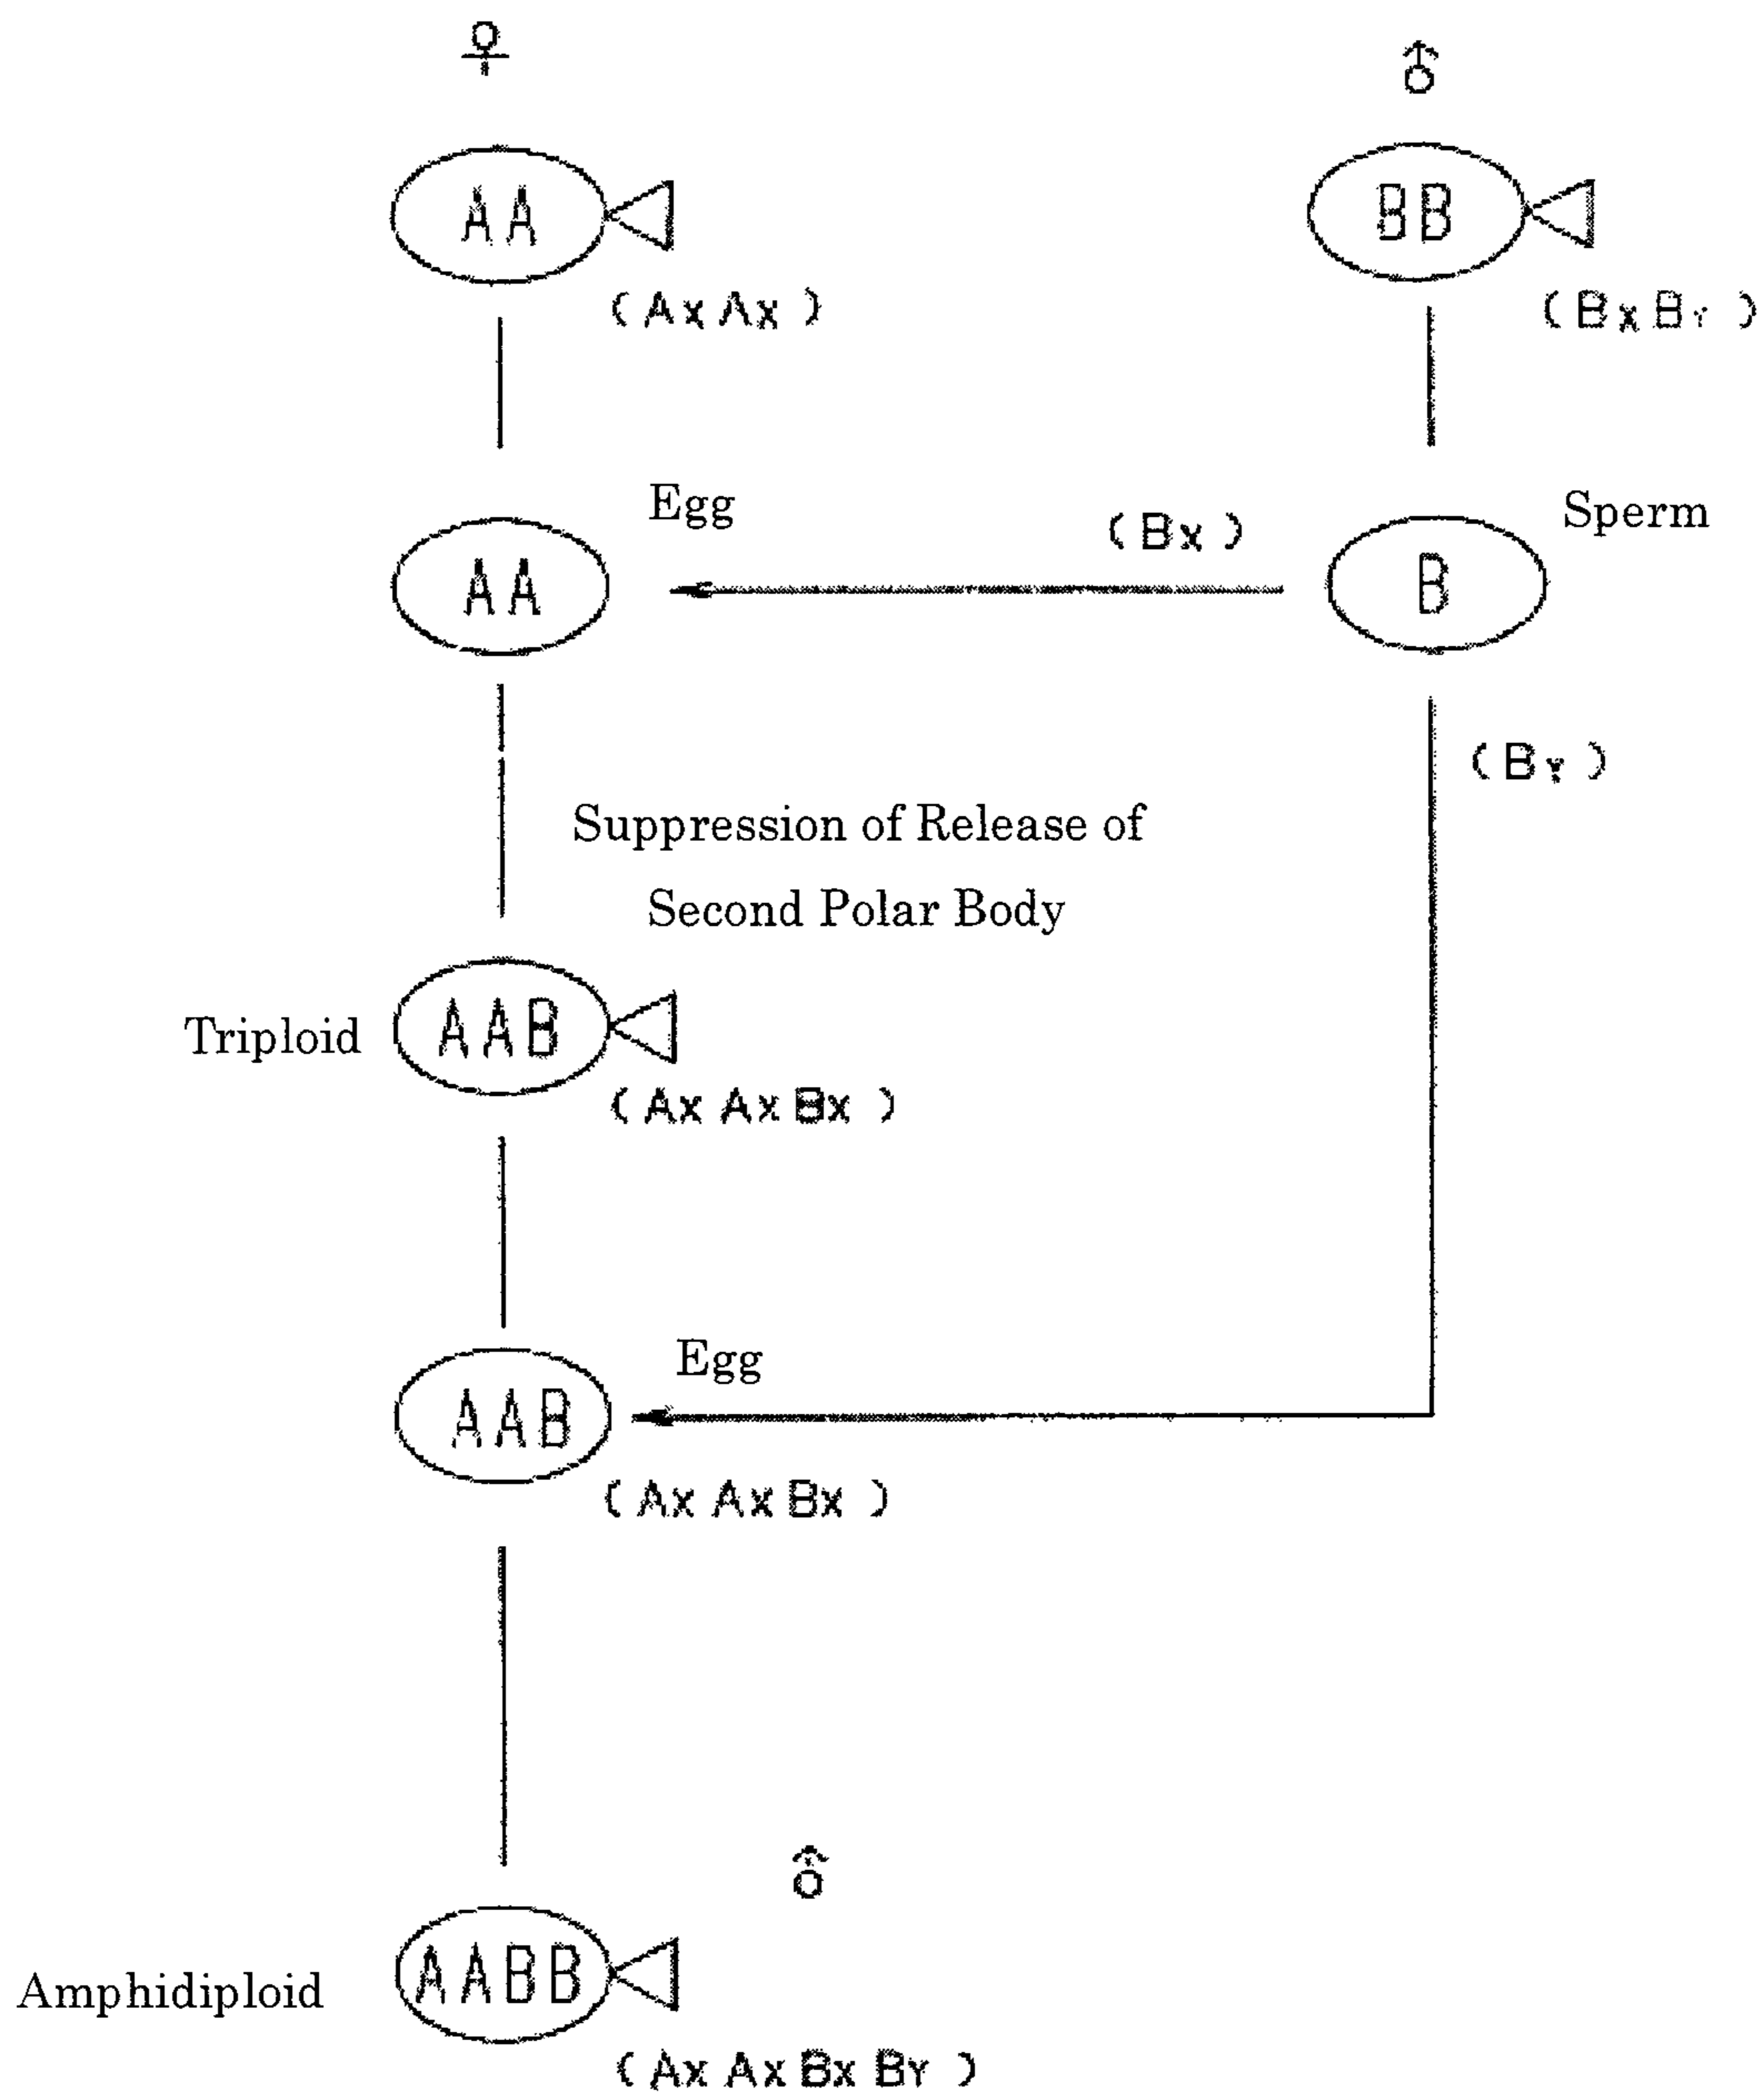 ♀
♂
AA
BB
(Ax Ax)
(Bx BY)
Egg
Sperm
(Bx)
AA
B
(BY)
Suppression of Release of
Second Polar Body
Triploid
AAB
(Ax Ax Bx)
Egg
AAB
(Ax Ax Bx)
♂
Amphidiploid
AABB
(Ax Ax Bx BY)